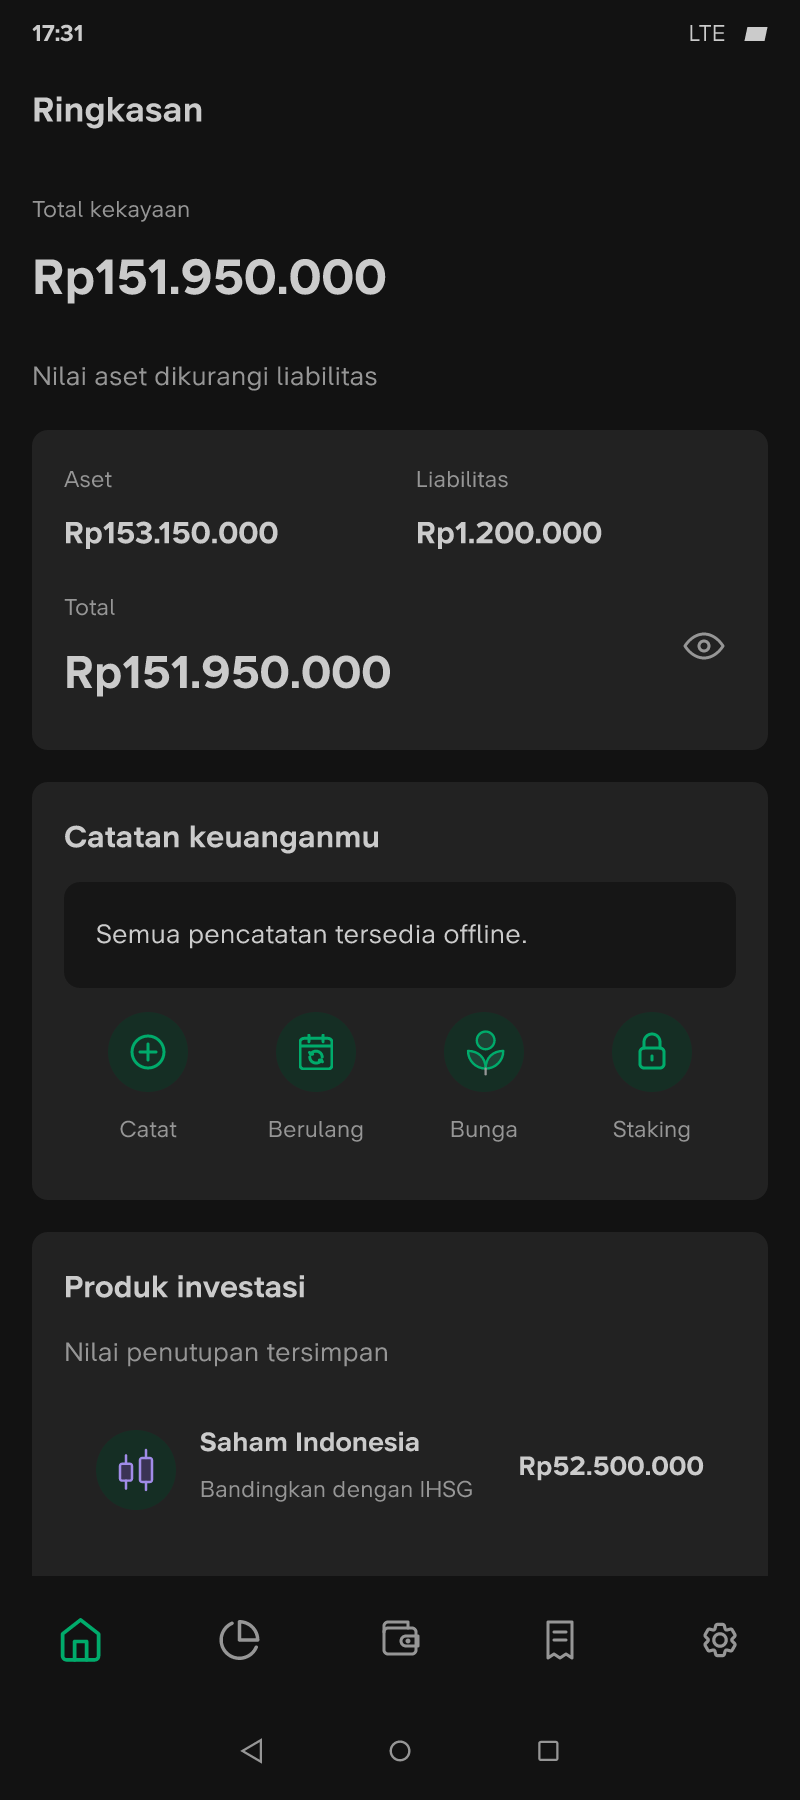 17:31
LTE
Ringkasan
Total kekayaan
Rp151.950.000
Nilai aset dikurangi liabilitas
Aset
Liabilitas
Rp153.150.000
Rp1.200.000
Total
Rp151.950.000
Catatan keuanganmu
Semua pencatatan tersedia offline.
Catat
Berulang
Bunga
Staking
Produk investasi
Nilai penutupan tersimpan
Saham Indonesia
Bandingkan dengan IHSG
Rp52.500.000